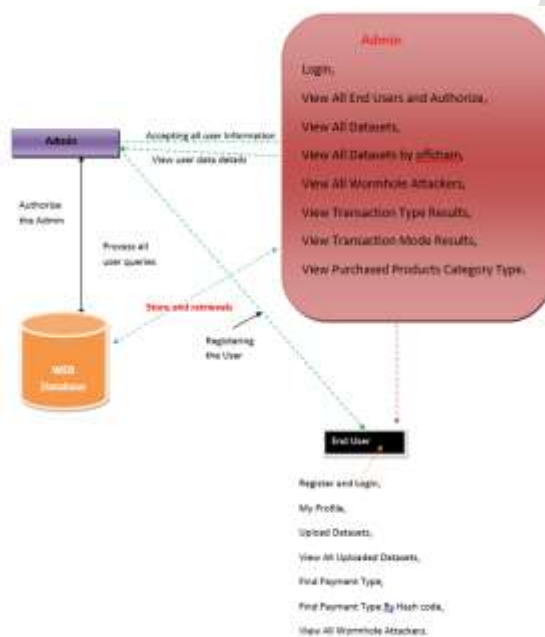 Admin
Login,
View All End Users and Authorize,
View All Datasets,
View All Datasets by offchain,
View All Wormhole Attackers,
View Transaction Type Results,
View Transaction Mode Results,
View Purchased Products Category Type.
Admin
Accepting all user Information
View user data details
Authorize
the Admin
Process all
user queries
Store and retrievals
Registering
the User
WEB
Database
End User
Register and Login,
My Profile,
Upload Datasets,
View All Uploaded Datasets,
Find Payment Type,
Find Payment Type By Hash code,
View All Wormhole Attackers.